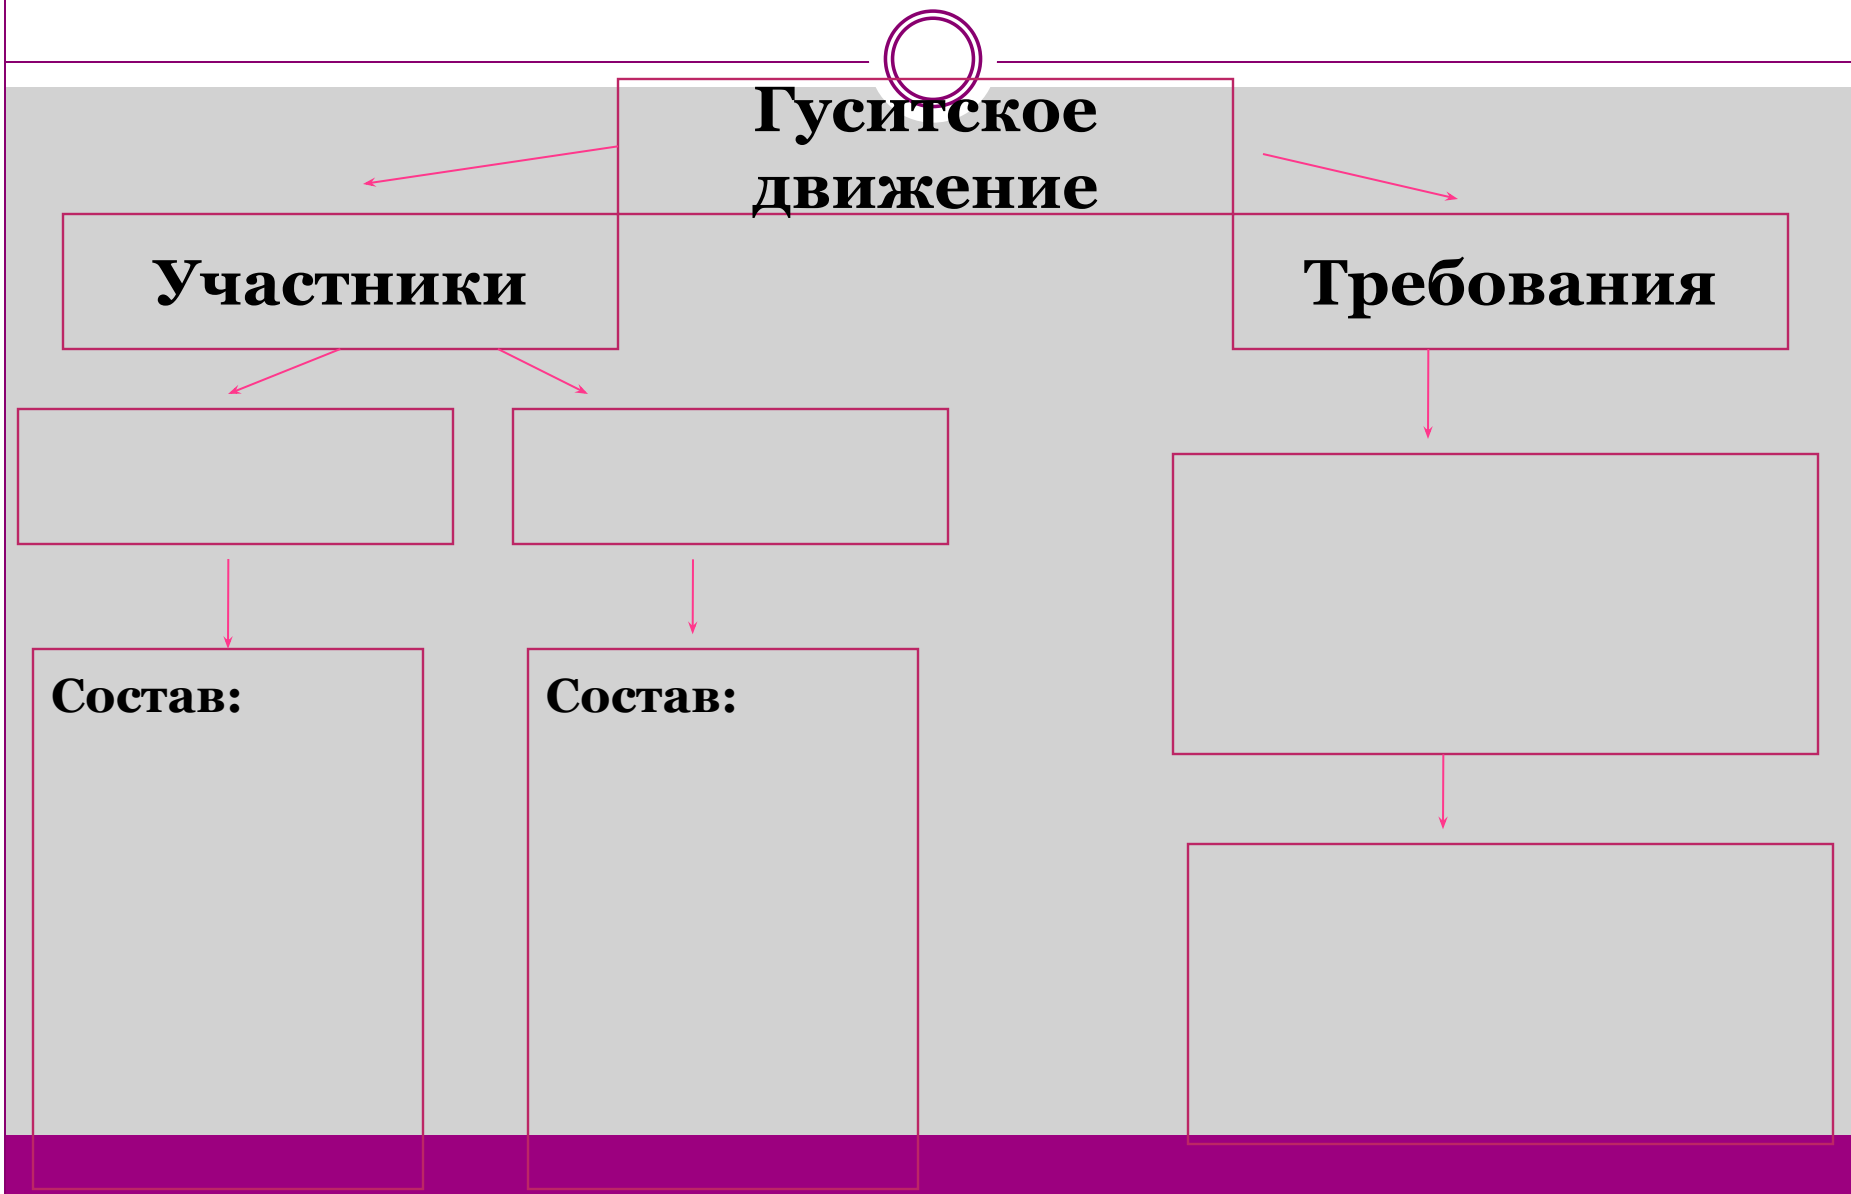 Гуситское
движение
Участники
Требования
Состав:
Состав: